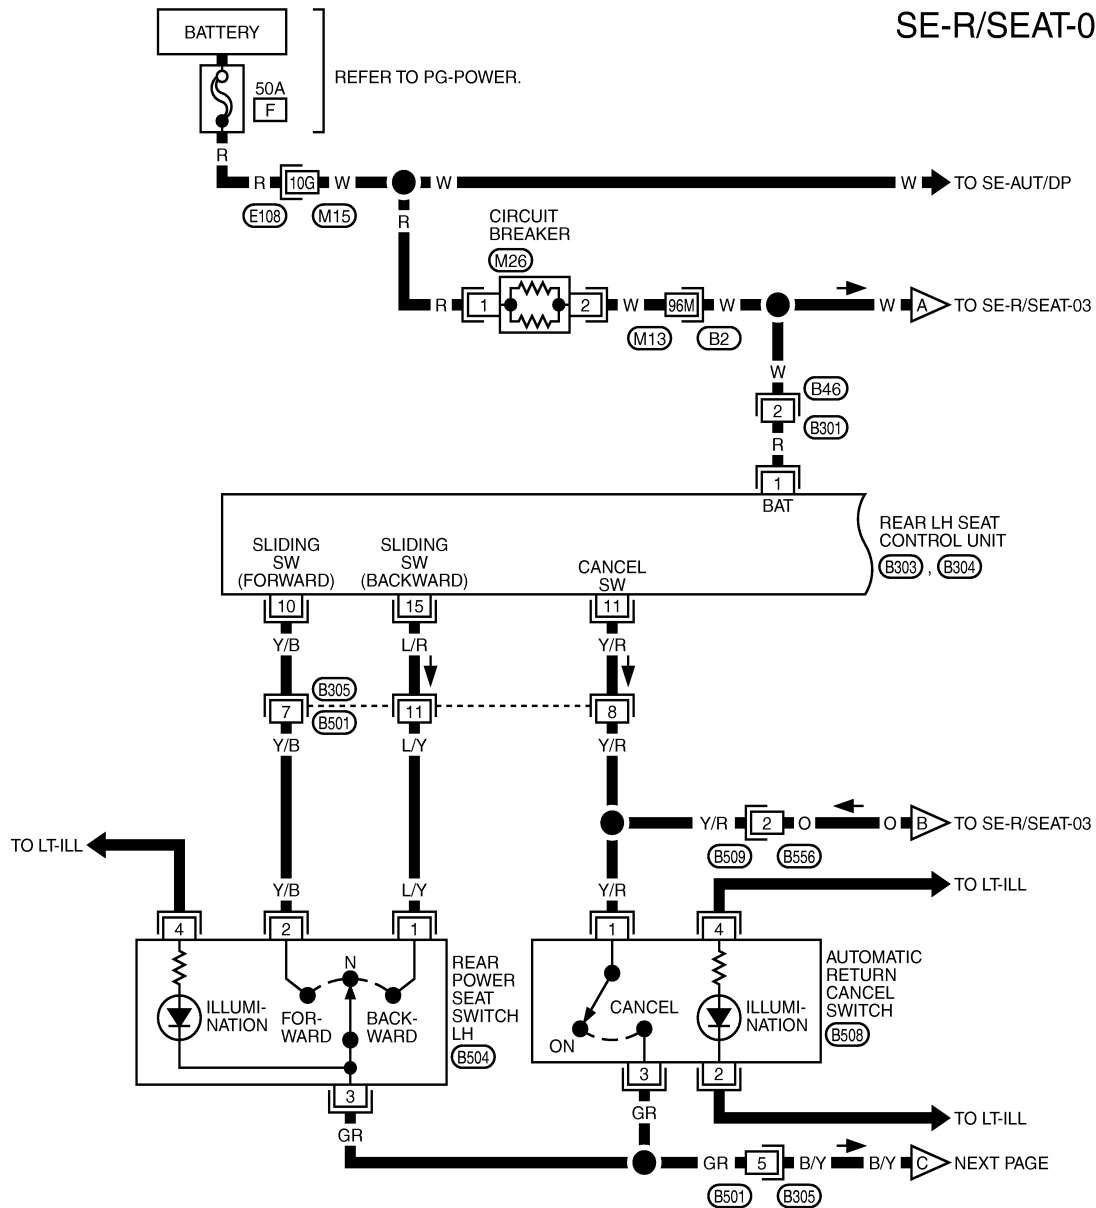 SE-R/SEAT-0
BATTERY
50A
F
REFER TO PG-POWER.
R
R
10G
W
W
W
TO SE-AUT/DP
E108
M15
R
CIRCUIT
BREAKER
M26
R
1
2
W
96M
W
W
A
TO SE-R/SEAT-03
M13
B2
W
B46
2
B301
R
1
BAT
REAR LH SEAT
CONTROL UNIT
B303 , B304
SLIDING
SW
(FORWARD)
SLIDING
SW
(BACKWARD)
CANCEL
SW
10
15
11
Y/B
L/R
Y/R
B305
7
11
8
B501
Y/B
L/Y
Y/R
Y/R
2
O
O
B
TO SE-R/SEAT-03
B509
B556
TO LT-ILL
TO LT-ILL
Y/B
L/Y
Y/R
4
2
1
1
4
N
ILLUMI-
NATION
FOR-
WARD
BACK-
WARD
REAR
POWER
SEAT
SWITCH
LH
B504
ON
CANCEL
ILLUMI-
NATION
AUTOMATIC
RETURN
CANCEL
SWITCH
B508
3
3
2
GR
GR
TO LT-ILL
GR
5
B/Y
B/Y
C
NEXT PAGE
B501
B305